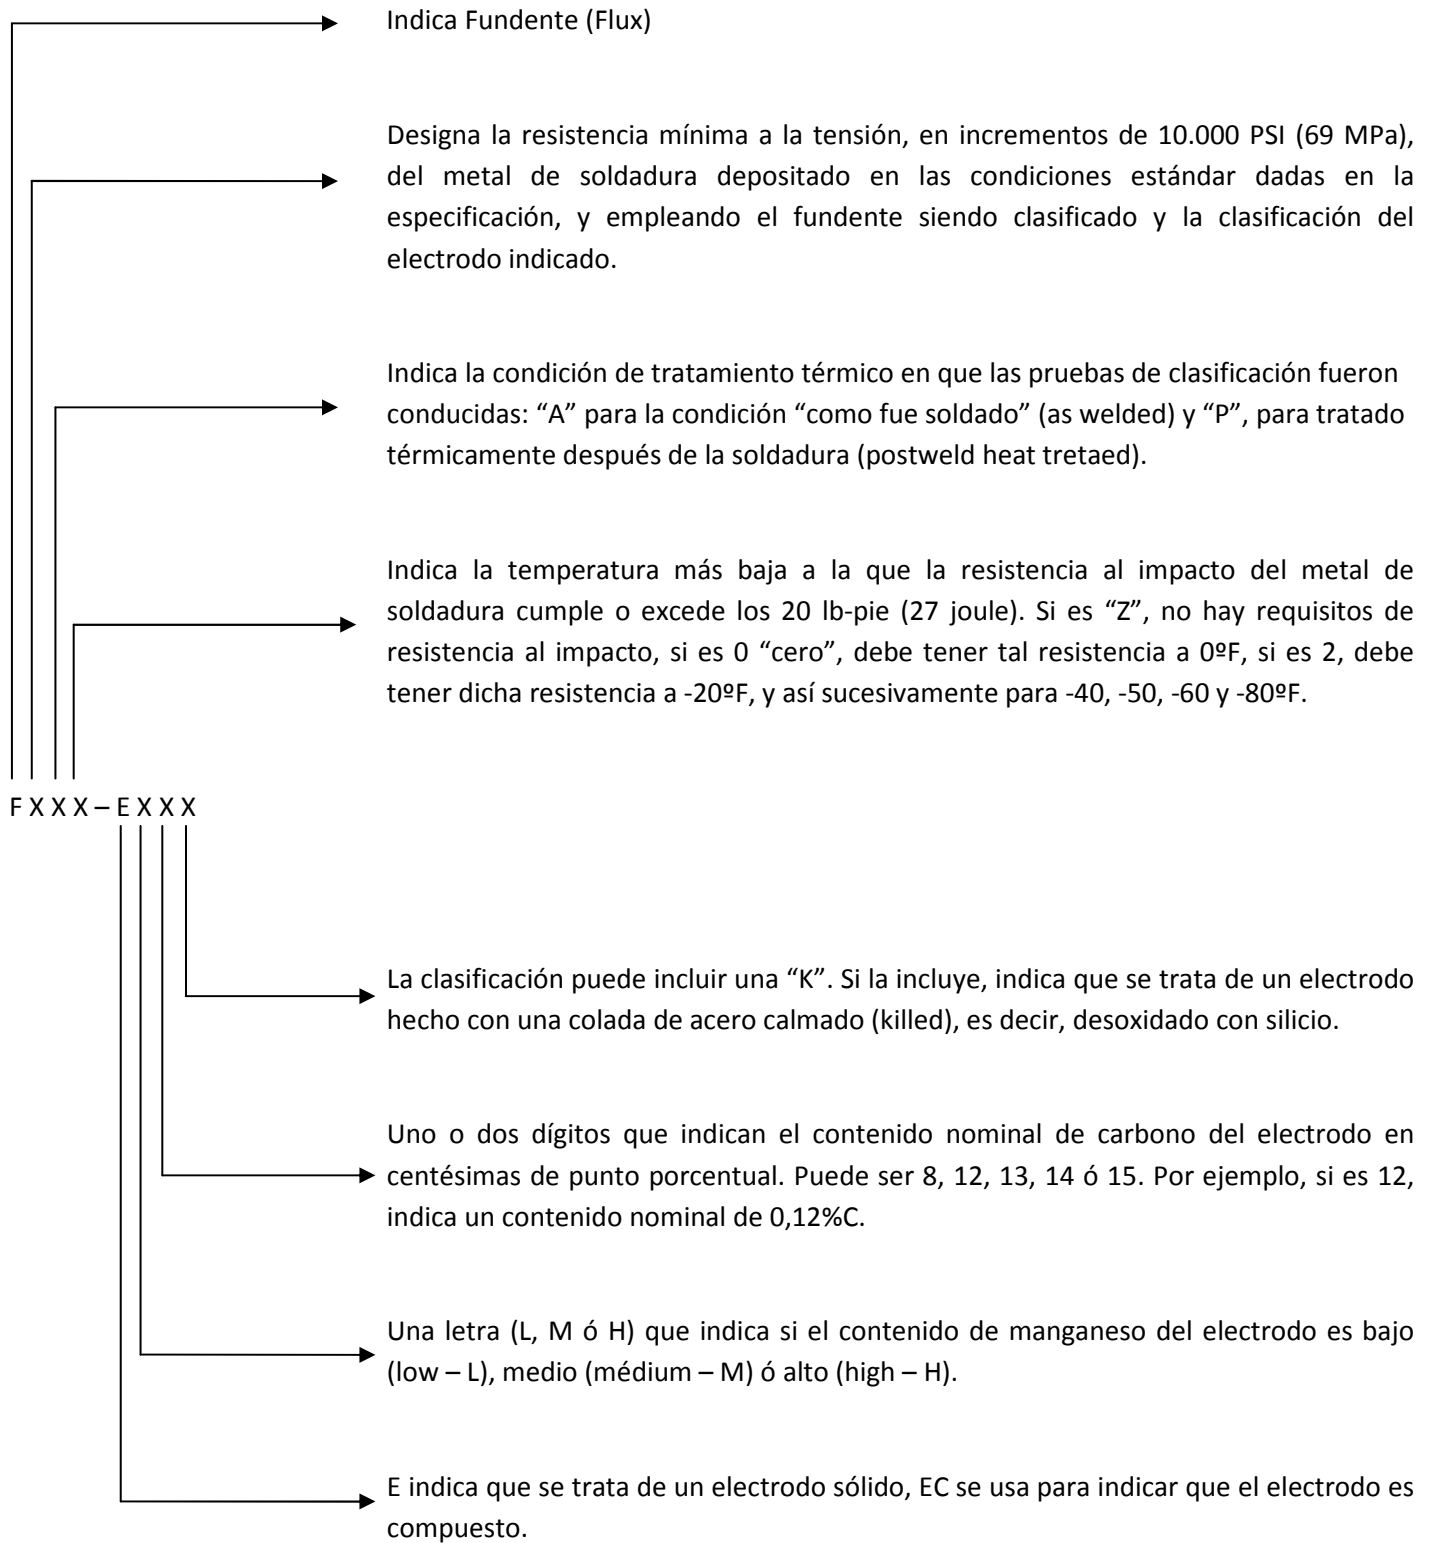 Indica Fundente (Flux)
Designa la resistencia mínima a la tensión, en incrementos de 10.000 PSI (69 MPa),
del metal de soldadura depositado en las condiciones estándar dadas en la
especificación, y empleando el fundente siendo clasificado y la clasificación del
electrodo indicado.
Indica la condición de tratamiento térmico en que las pruebas de clasificación fueron
conducidas: “A” para la condición “como fue soldado” (as welded) y “P”, para tratado
térmicamente después de la soldadura (postweld heat tretaed).
Indica la temperatura más baja a la que la resistencia al impacto del metal de
soldadura cumple o excede los 20 lb-pie (27 joule). Si es “Z”, no hay requisitos de
resistencia al impacto, si es 0 “cero”, debe tener tal resistencia a 0ºF, si es 2, debe
tener dicha resistencia a -20ºF, y así sucesivamente para -40, -50, -60 y -80ºF.
F X X X – E X X X
La clasificación puede incluir una “K”. Si la incluye, indica que se trata de un electrodo
hecho con una colada de acero calmado (killed), es decir, desoxidado con silicio.
Uno o dos dígitos que indican el contenido nominal de carbono del electrodo en
centésimas de punto porcentual. Puede ser 8, 12, 13, 14 ó 15. Por ejemplo, si es 12,
indica un contenido nominal de 0,12%C.
Una letra (L, M ó H) que indica si el contenido de manganeso del electrodo es bajo
(low – L), medio (médium – M) ó alto (high – H).
E indica que se trata de un electrodo sólido, EC se usa para indicar que el electrodo es
compuesto.